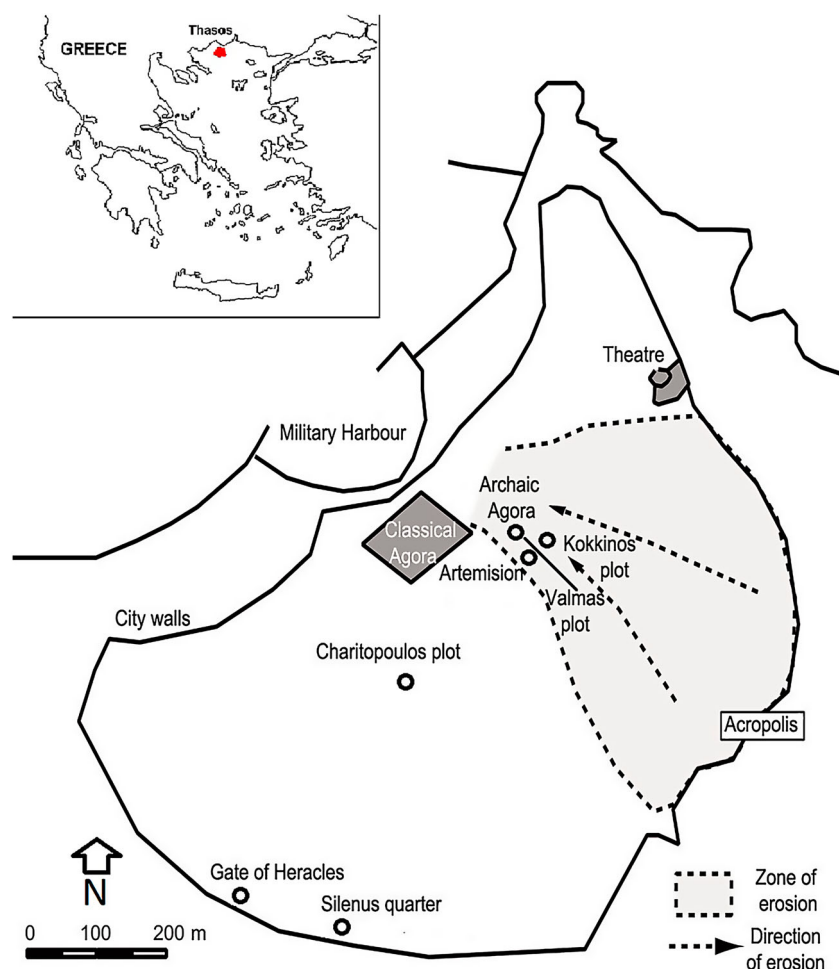 Thasos
GREECE
Theatre
Military Harbour
Archaic
Agora
Classical
Agora
Kokkinos
plot
Artemision
Valmas
plot
City walls
Charitopoulos plot
Acropolis
Gate of Heracles
Silenus quarter
N
0 100 200 m
Zone of
erosion
Direction
of erosion